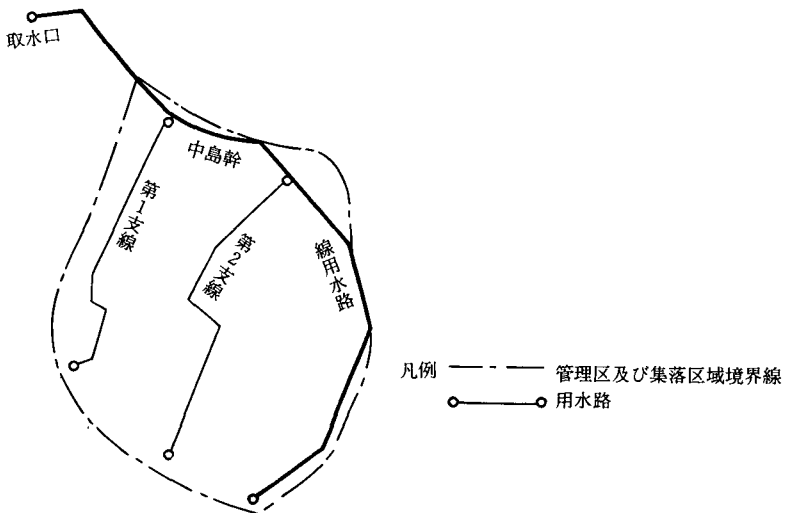 取水口
中島幹
線用水路
第1支線
第2支線
凡例 管理区及び集落区域境界線
用水路